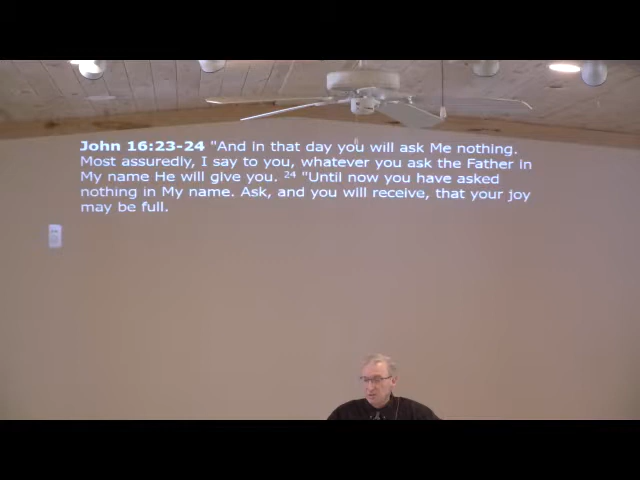 John 16:23-24 "And in that day you will ask Me nothing.
Most assuredly, I say to you, whatever you ask the Father in
My name He will give you. 24 "Until now you have asked
nothing in My name. Ask, and you will receive, that your joy
may be full.